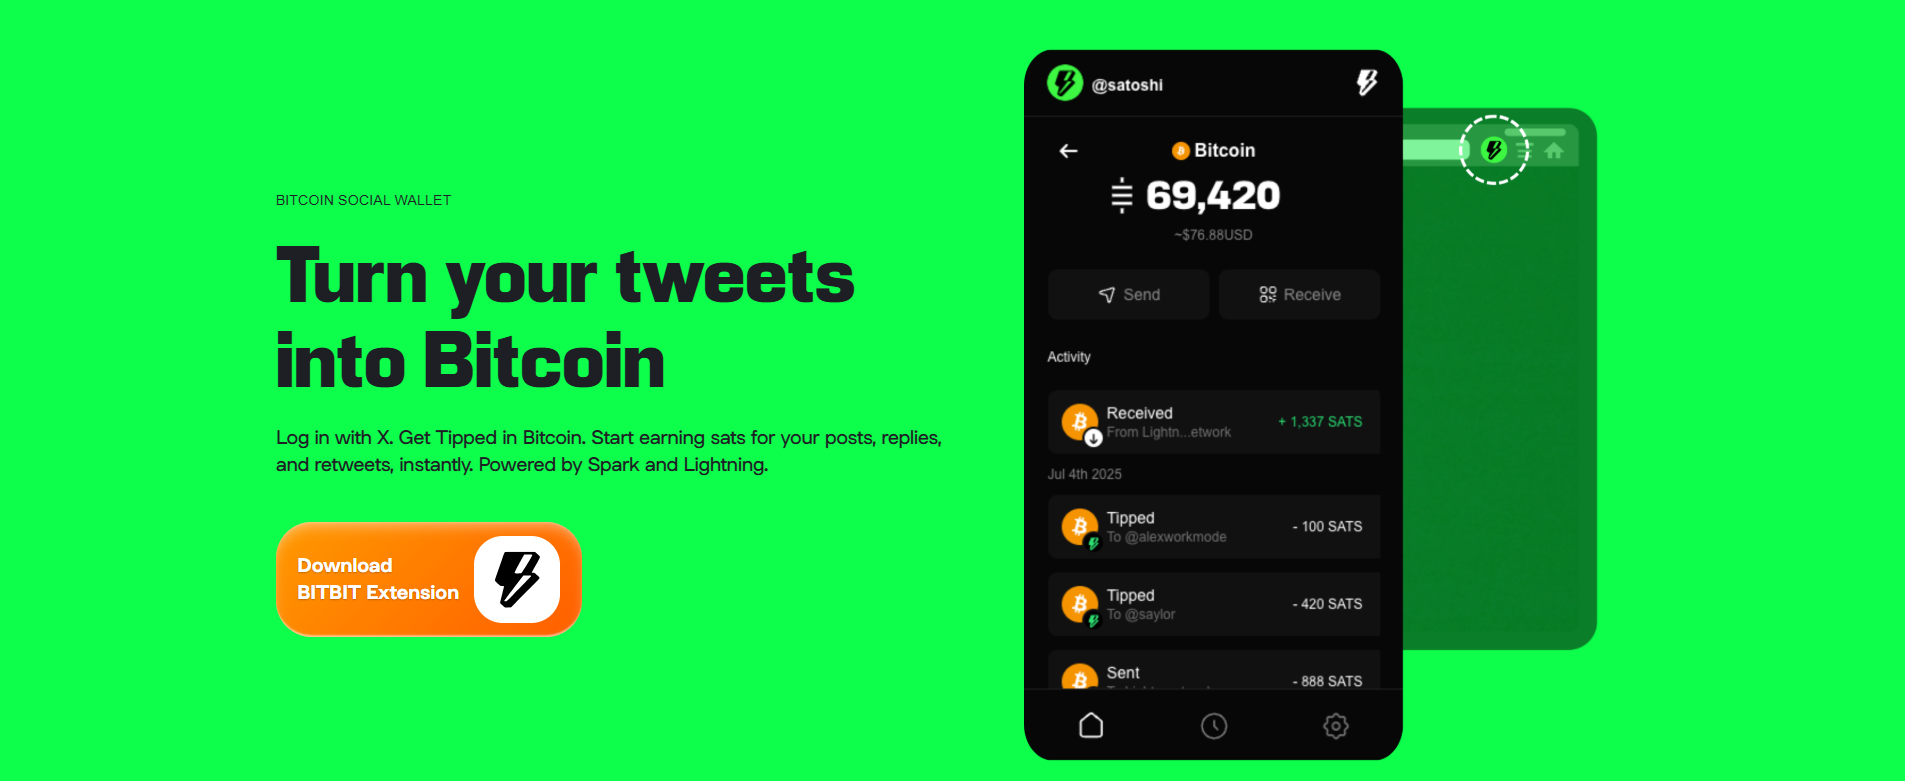 BITCOIN SOCIAL WALLET
Turn your tweets
into Bitcoin
Log in with X. Get Tipped in Bitcoin. Start earning sats for your posts, replies,
and retweets, instantly. Powered by Spark and Lightning.
Download
BITBIT Extension
@satoshi
Bitcoin
69,420
~$76.88USD
Send
Receive
Activity
Received
From Lightn...etwork
+ 1,337 SATS
Jul 4th 2025
Tipped
To @alexworkmode
- 100 SATS
Tipped
To @saylor
- 420 SATS
Sent
- 888 SATS